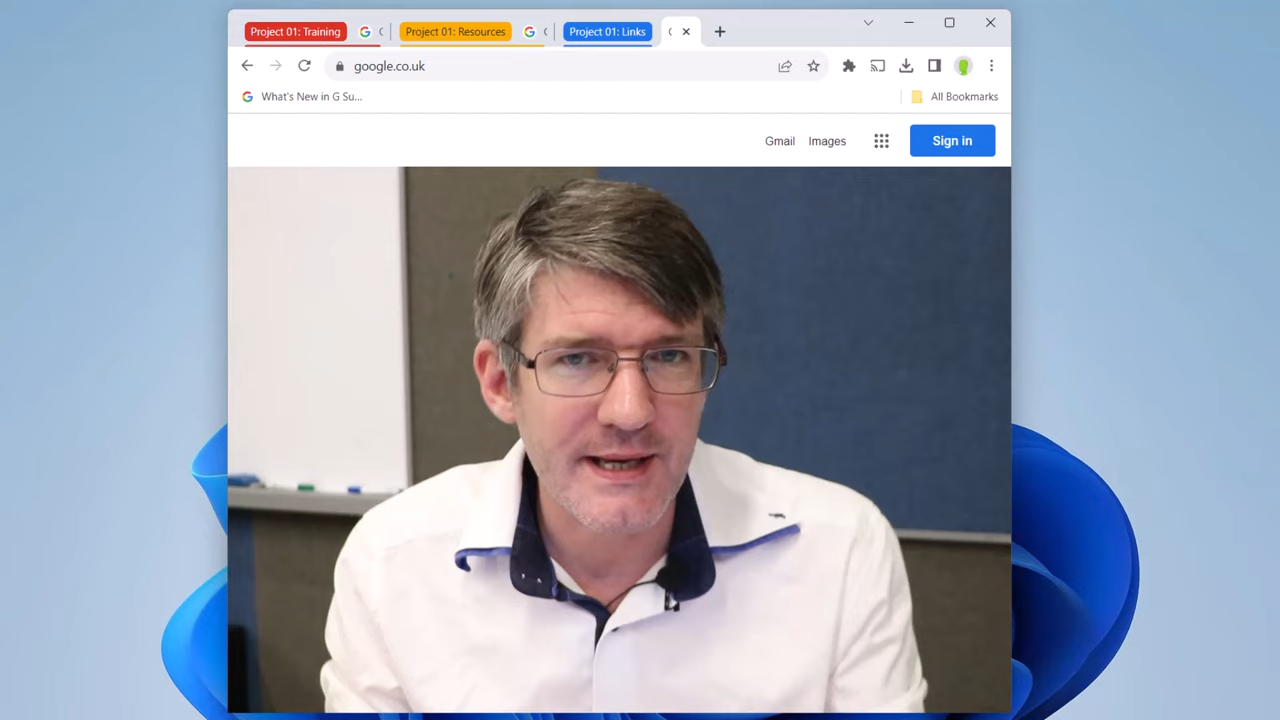 Project 01: Training
Project 01: Resources
Project 01: Links
google.co.uk
What's New in G Su...
All Bookmarks
Gmail
Images
Sign in